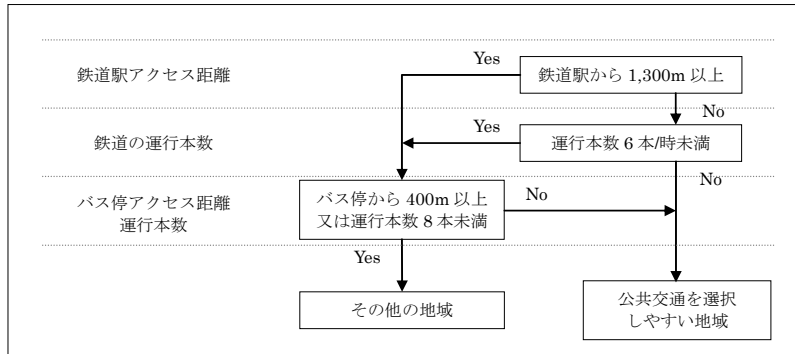 Yes
鉄道駅アクセス距離
鉄道駅から 1,300m 以上
No
Yes
鉄道の運行本数
運行本数 6 本/時未満
No
バス停アクセス距離
運行本数
バス停から 400m 以上
又は運行本数 8 本未満
No
Yes
その他の地域
公共交通を選択
しやすい地域